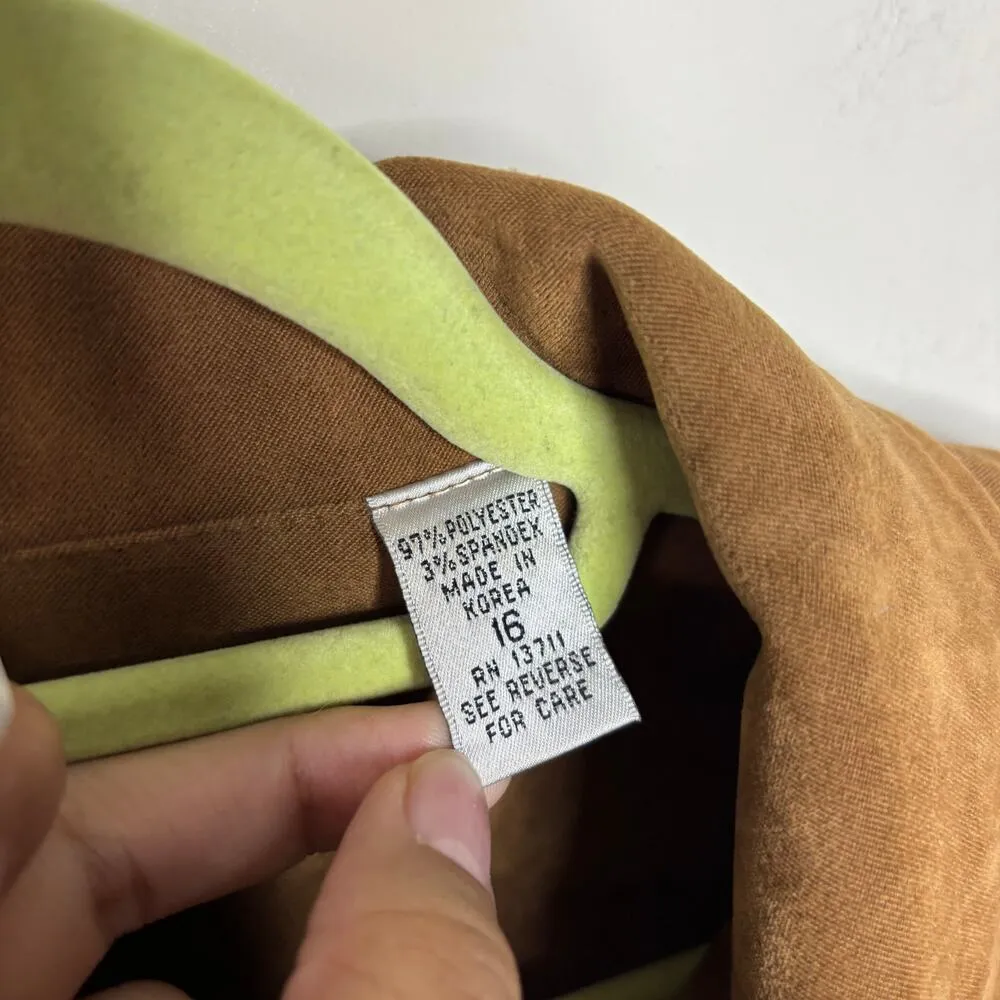 97% POLYESTER
3% SPANDEX
MADE IN
KOREA
16
RN 13711
SEE REVERSE
FOR CARE